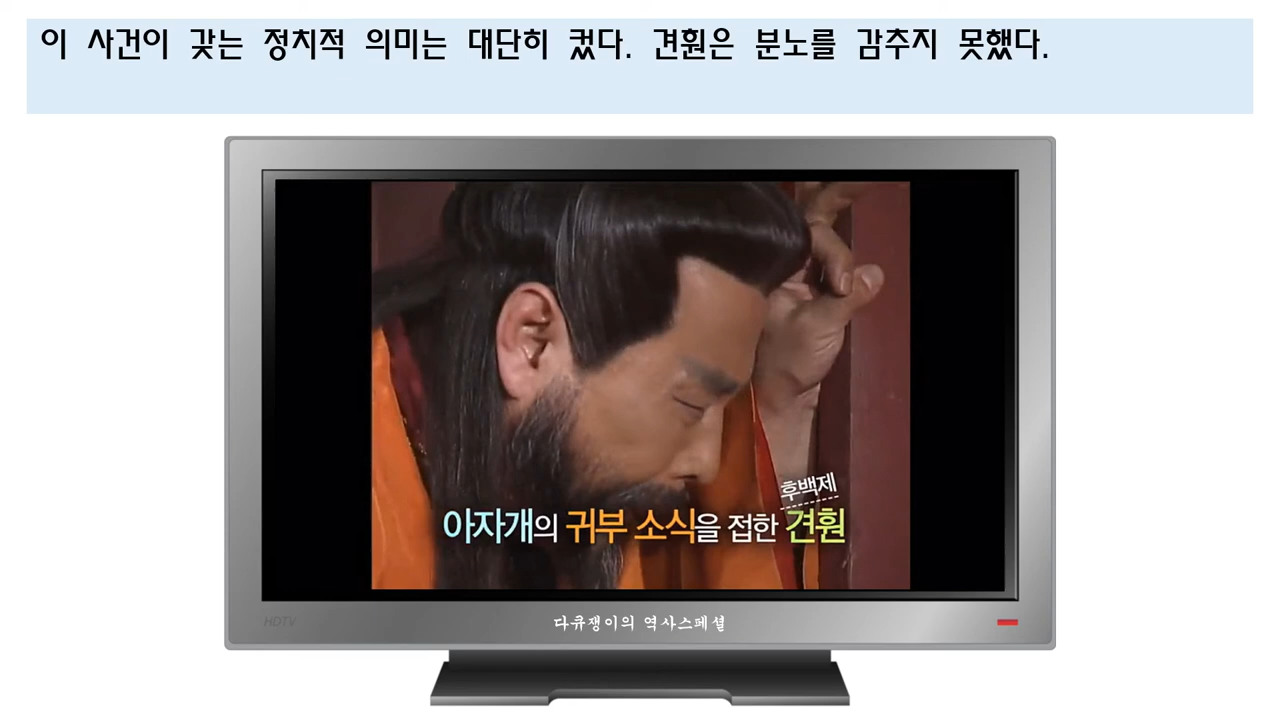 이 사건이 갖는 정치적 의미는 대단히 컸다. 견훤은 분노를 감추지 못했다.
후백제
아자개의 귀부 소식을 접한 견훤
HDTV
다큐쟁이의 역사스페셜